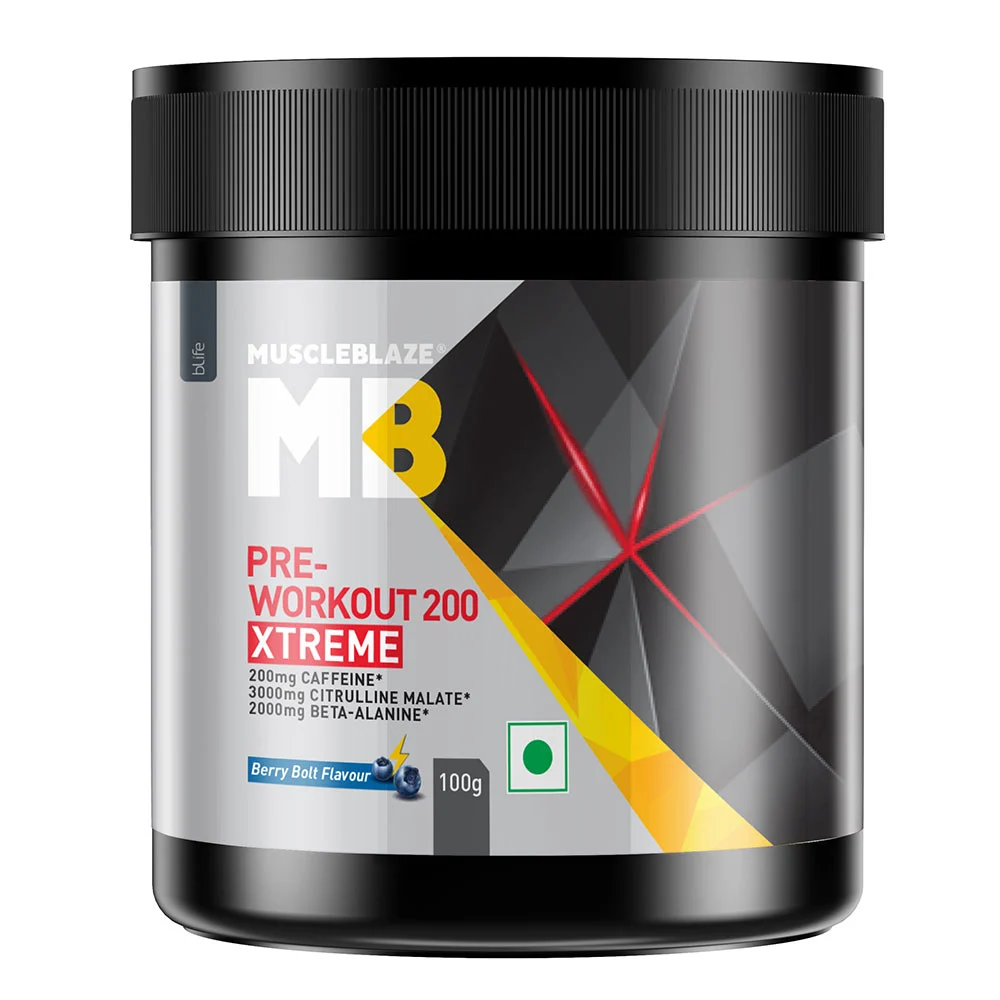 bLife
MUSCLEBLAZE®
MB
PRE-
WORKOUT 200
XTREME
200mg CAFFEINE*
3000mg CITRULLINE MALATE*
2000mg BETA-ALANINE*
Berry Bolt Flavour
100g